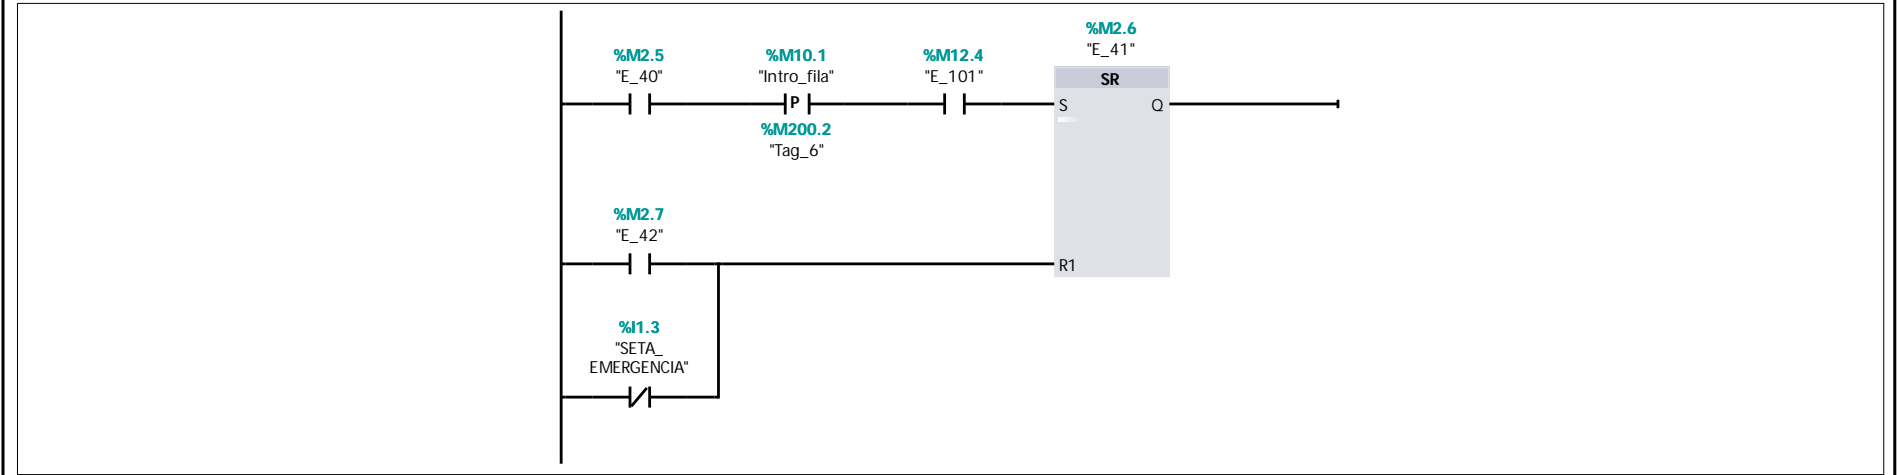 %M2.6
"E_41"
%M2.5
"E_40"
%M10.1
"Intro_fila"
%M12.4
"E_101"
SR
P
S
Q
%M200.2
"Tag_6"
%M2.7
"E_42"
R1
%I1.3
"SETA_
EMERGENCIA"